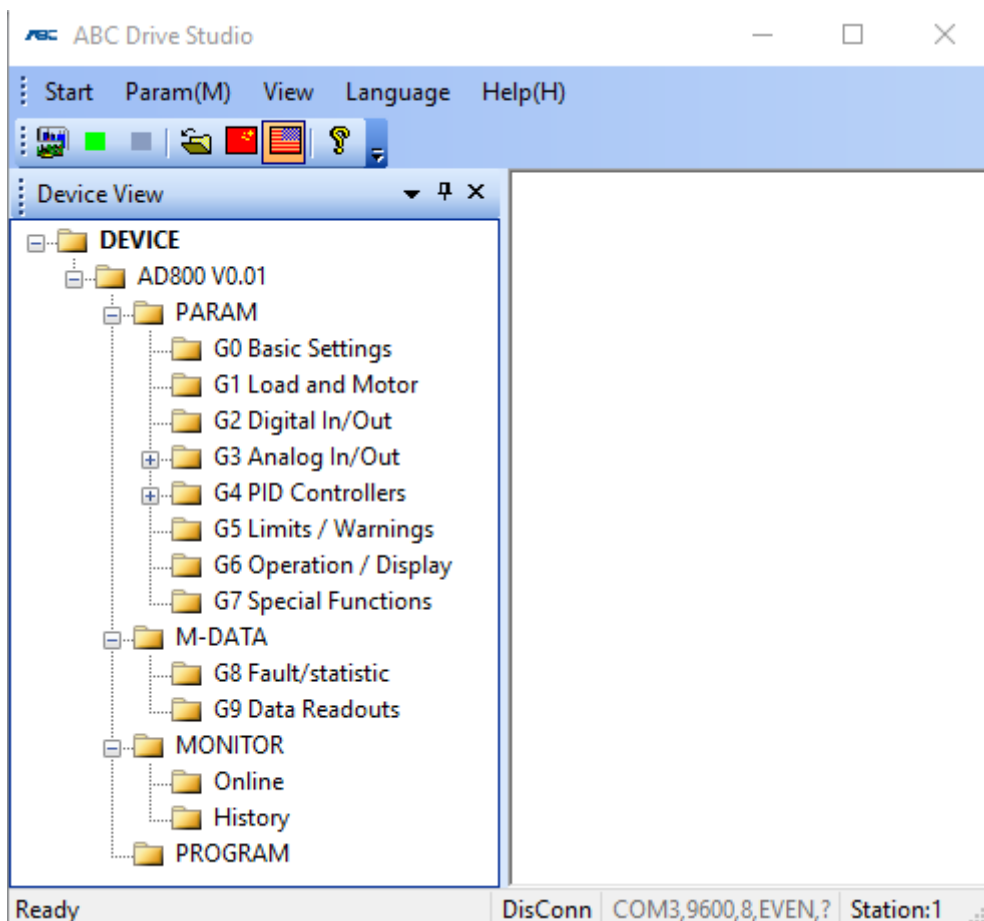 ABC ABC Drive Studio
Start Param(M) View Language Help(H)
Device View
DEVICE
AD800 V0.01
PARAM
G0 Basic Settings
G1 Load and Motor
G2 Digital In/Out
G3 Analog In/Out
G4 PID Controllers
G5 Limits / Warnings
G6 Operation / Display
G7 Special Functions
M-DATA
G8 Fault/statistic
G9 Data Readouts
MONITOR
Online
History
PROGRAM
Ready DisConn COM3,9600,8,EVEN,? Station:1